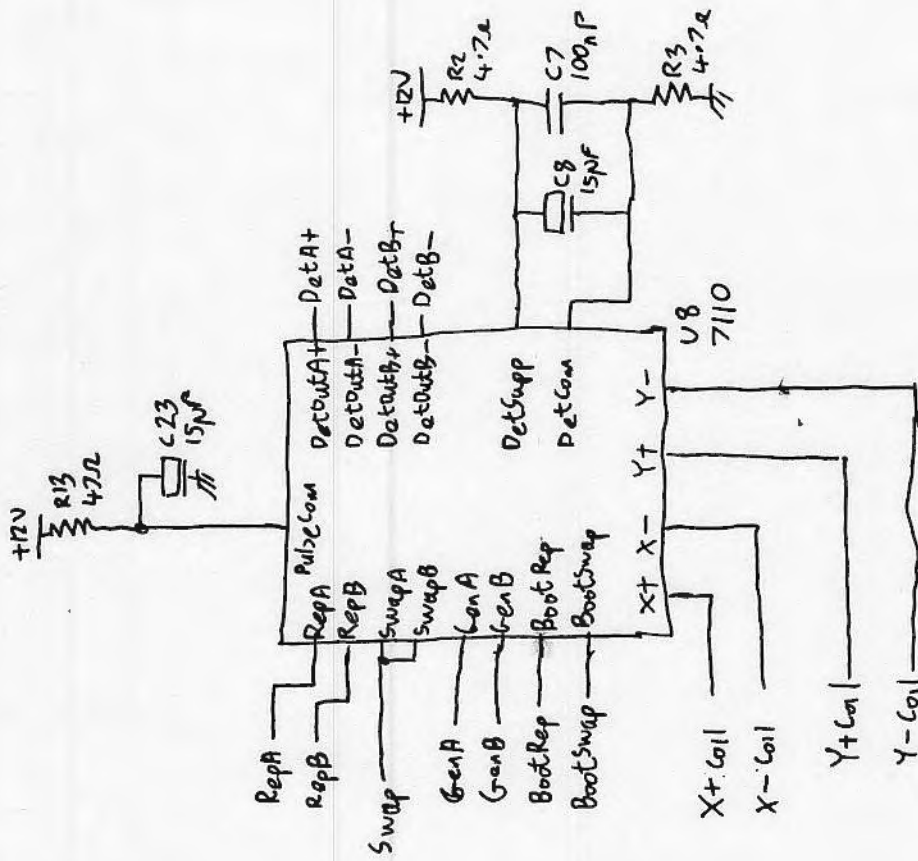 +12V
R13
47Ω
C23
15µF
+12V
R2
4.7Ω
C7
100nF
C8
15µF
R3
4.7Ω
PulseCom
RepA
RepA
RepB
RepB
Swap
SwapA
SwapB
GenA
GenA
GenB
GenB
BootRep
BootRep
BootSwap
BootSwap
DetOutA+
DetA+
DetOutA-
DetA-
DetOutB+
DetB+
DetOutB-
DetB-
DetSupp
DetCom
X+
X-
Y+
Y-
U8
7110
X+Coil
X-Coil
Y+Coil
Y-Coil